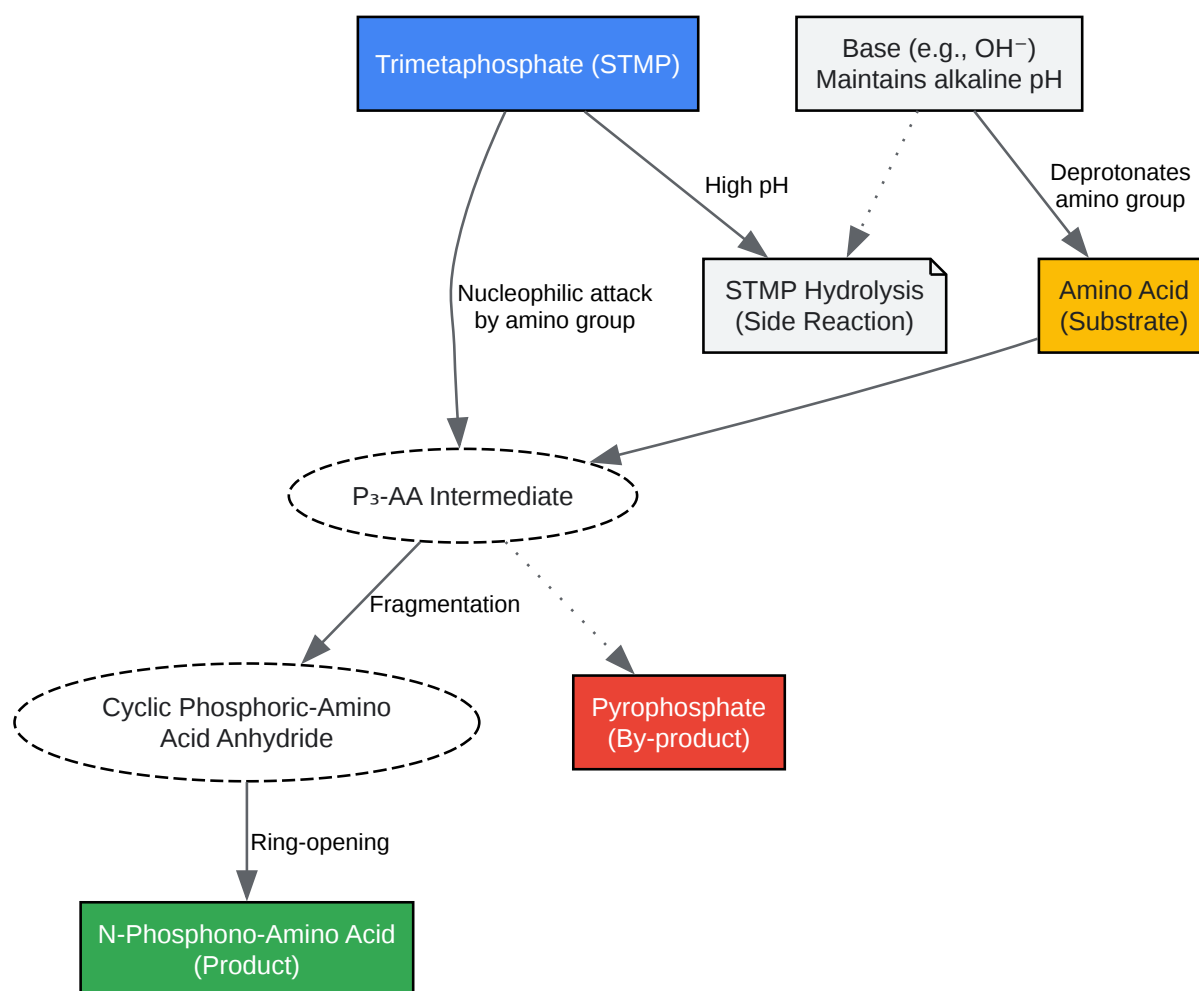 Trimetaphosphate (STMP)
Base (e.g., OH⁻)
Maintains alkaline pH
High pH
Deprotonates
amino group
Nucleophilic attack
by amino group
STMP Hydrolysis
(Side Reaction)
Amino Acid
(Substrate)
P₃-AA Intermediate
Fragmentation
Cyclic Phosphoric-Amino
Acid Anhydride
Pyrophosphate
(By-product)
Ring-opening
N-Phosphono-Amino Acid
(Product)